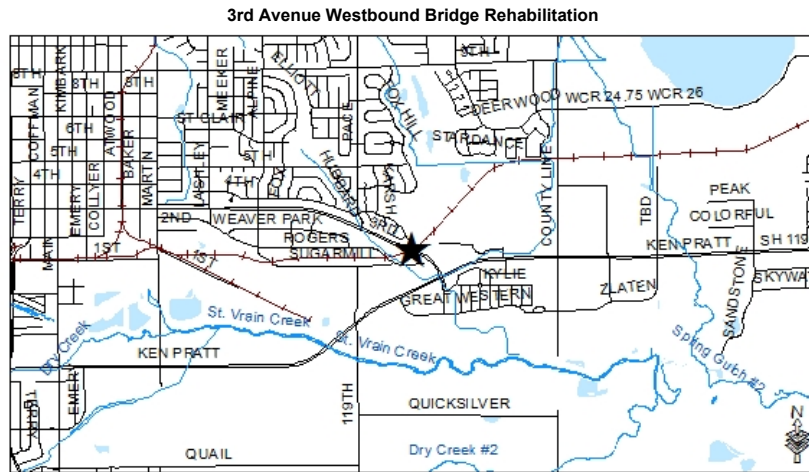 3rd Avenue Westbound Bridge Rehabilitation
9TH
8TH
8TH
8TH
KIMBARK
COFFMAN
ATWOOD
MEEKER
ALPINE
ELLIOTT
PACE
FOX HILL
DEERWOOD
WCR 24.75
WCR 26
ST CLAIR
STARDANCE
6TH
5TH
5TH
4TH
4TH
BAKER
COLLYER
EMERY
TERRY
MARTIN
LASHLEY
FOX
HUBBARD
KARSH
3RD
COUNTY LINE
TBD
PEAK
COLORFUL
2ND
WEAVER PARK
ROGERS
SUGARMILL
1ST
1ST
MAIN
KEN PRATT
SH 119
KYLIE
GREAT WESTERN
ZLATEN
SANDSTONE
SKYWA
St. Vrain Creek
St. Vrain Creek
Dry Creek
KEN PRATT
Spring Gulch #2
EMERY
TERRY
119TH
QUICKSILVER
QUAIL
Dry Creek #2
N